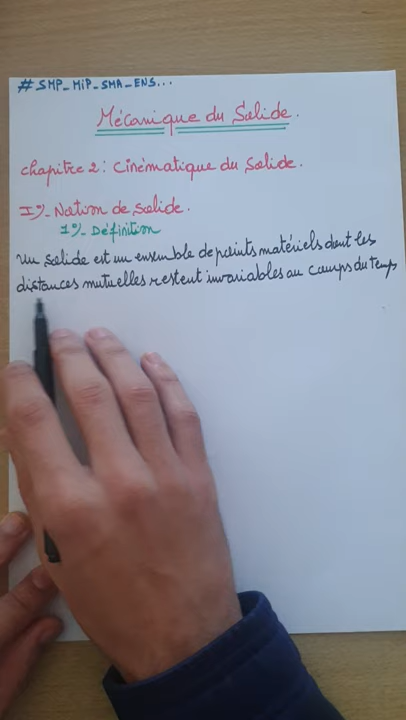 # SMP_MiP_SMA_ENS...
Mécanique du Solide.
Chapitre 2: Cinématique du Solide.
I°/- Notion de solide.
1°/- Définition
Un solide est un ensemble de points matériels dont les
distances mutuelles restent invariables au cours du temps